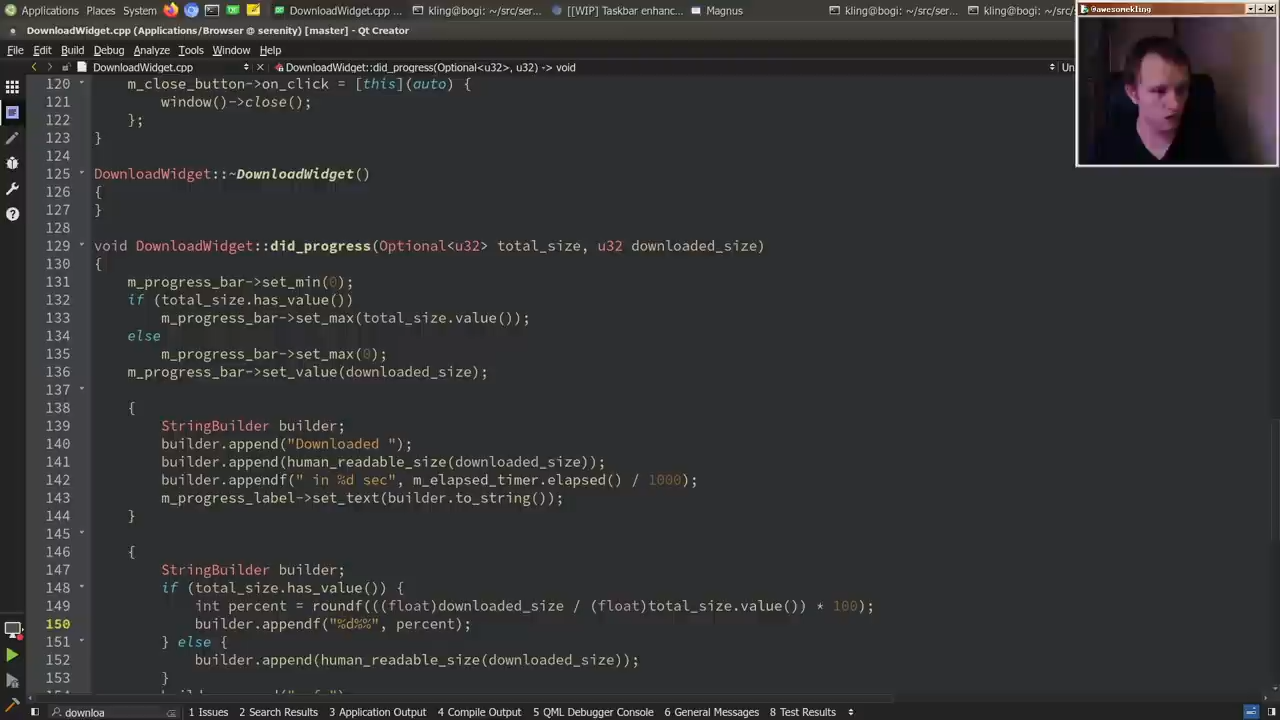 Applications Places System DownloadWidget.cpp ... kling@bogi: ~/src/ser... [[WIP] Taskbar enhanc... Magnus kling@bogi: ~/src/ser... kling@bogi: ~/src/ser...
@awesomekling
DownloadWidget.cpp (Applications/Browser @ serenity) [master] - Qt Creator
File Edit Build Debug Analyze Tools Window Help
DownloadWidget.cpp DownloadWidget::did_progress(Optional<u32>, u32) -> void
120 m_close_button->on_click = [this](auto) {
121 window()->close();
122 };
123 }
124
125 DownloadWidget::~DownloadWidget()
126 {
127 }
128
129 void DownloadWidget::did_progress(Optional<u32> total_size, u32 downloaded_size)
130 {
131 m_progress_bar->set_min(0);
132 if (total_size.has_value())
133 m_progress_bar->set_max(total_size.value());
134 else
135 m_progress_bar->set_max(0);
136 m_progress_bar->set_value(downloaded_size);
137
138 {
139 StringBuilder builder;
140 builder.append("Downloaded ");
141 builder.append(human_readable_size(downloaded_size));
142 builder.appendf(" in %d sec", m_elapsed_timer.elapsed() / 1000);
143 m_progress_label->set_text(builder.to_string());
144 }
145
146 {
147 StringBuilder builder;
148 if (total_size.has_value()) {
149 int percent = roundf(((float)downloaded_size / (float)total_size.value()) * 100);
150 builder.appendf("%d%%", percent);
151 } else {
152 builder.append(human_readable_size(downloaded_size));
153 }
downloa 1 Issues 2 Search Results 3 Application Output 4 Compile Output 5 QML Debugger Console 6 General Messages 8 Test Results